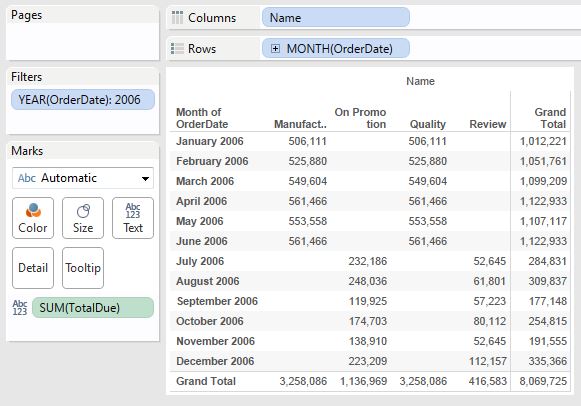 Pages
Columns Name
Rows MONTH(OrderDate)
Filters
YEAR(OrderDate): 2006
Marks
Abc Automatic
Color Size Abc 123 Text
Detail Tooltip
Abc 123 SUM(TotalDue)
Name
Month of OrderDate Manufact.. On Promo tion Quality Review Grand Total
January 2006 506,111 506,111 1,012,221
February 2006 525,880 525,880 1,051,761
March 2006 549,604 549,604 1,099,209
April 2006 561,466 561,466 1,122,933
May 2006 553,558 553,558 1,107,117
June 2006 561,466 561,466 1,122,933
July 2006 232,186 52,645 284,831
August 2006 248,036 61,801 309,837
September 2006 119,925 57,223 177,148
October 2006 174,703 80,112 254,815
November 2006 138,910 52,645 191,555
December 2006 223,209 112,157 335,366
Grand Total 3,258,086 1,136,969 3,258,086 416,583 8,069,725